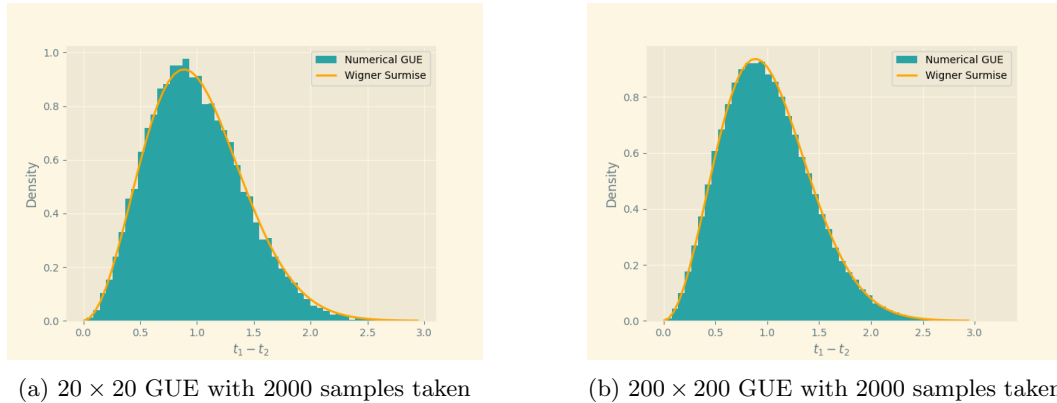 Numerical GUE
Wigner Surmise
1.0
0.8
0.6
0.4
0.2
0.0
Density
0.0 0.5 1.0 1.5 2.0 2.5 3.0
t₁ − t₂
(a) 20 × 20 GUE with 2000 samples taken
Numerical GUE
Wigner Surmise
0.8
0.6
0.4
0.2
0.0
Density
0.0 0.5 1.0 1.5 2.0 2.5 3.0
t₁ − t₂
(b) 200 × 200 GUE with 2000 samples taken